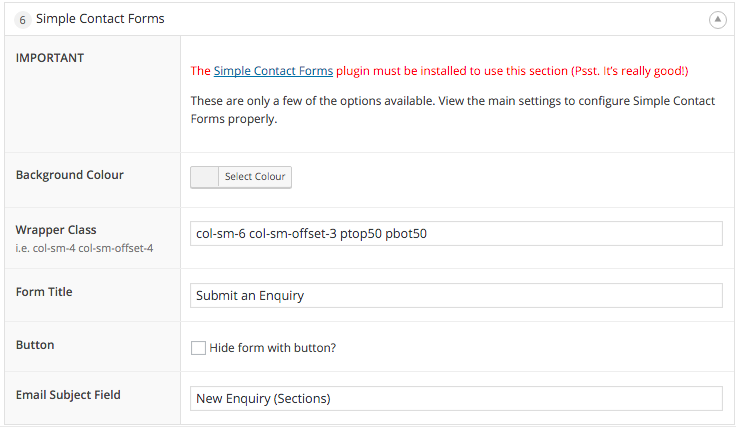 6 Simple Contact Forms
IMPORTANT
The Simple Contact Forms plugin must be installed to use this section (Psst. It's really good!)
These are only a few of the options available. View the main settings to configure Simple Contact
Forms properly.
Background Colour
Select Colour
Wrapper Class
i.e. col-sm-4 col-sm-offset-4
col-sm-6 col-sm-offset-3 ptop50 pbot50
Form Title
Submit an Enquiry
Button
Hide form with button?
Email Subject Field
New Enquiry (Sections)